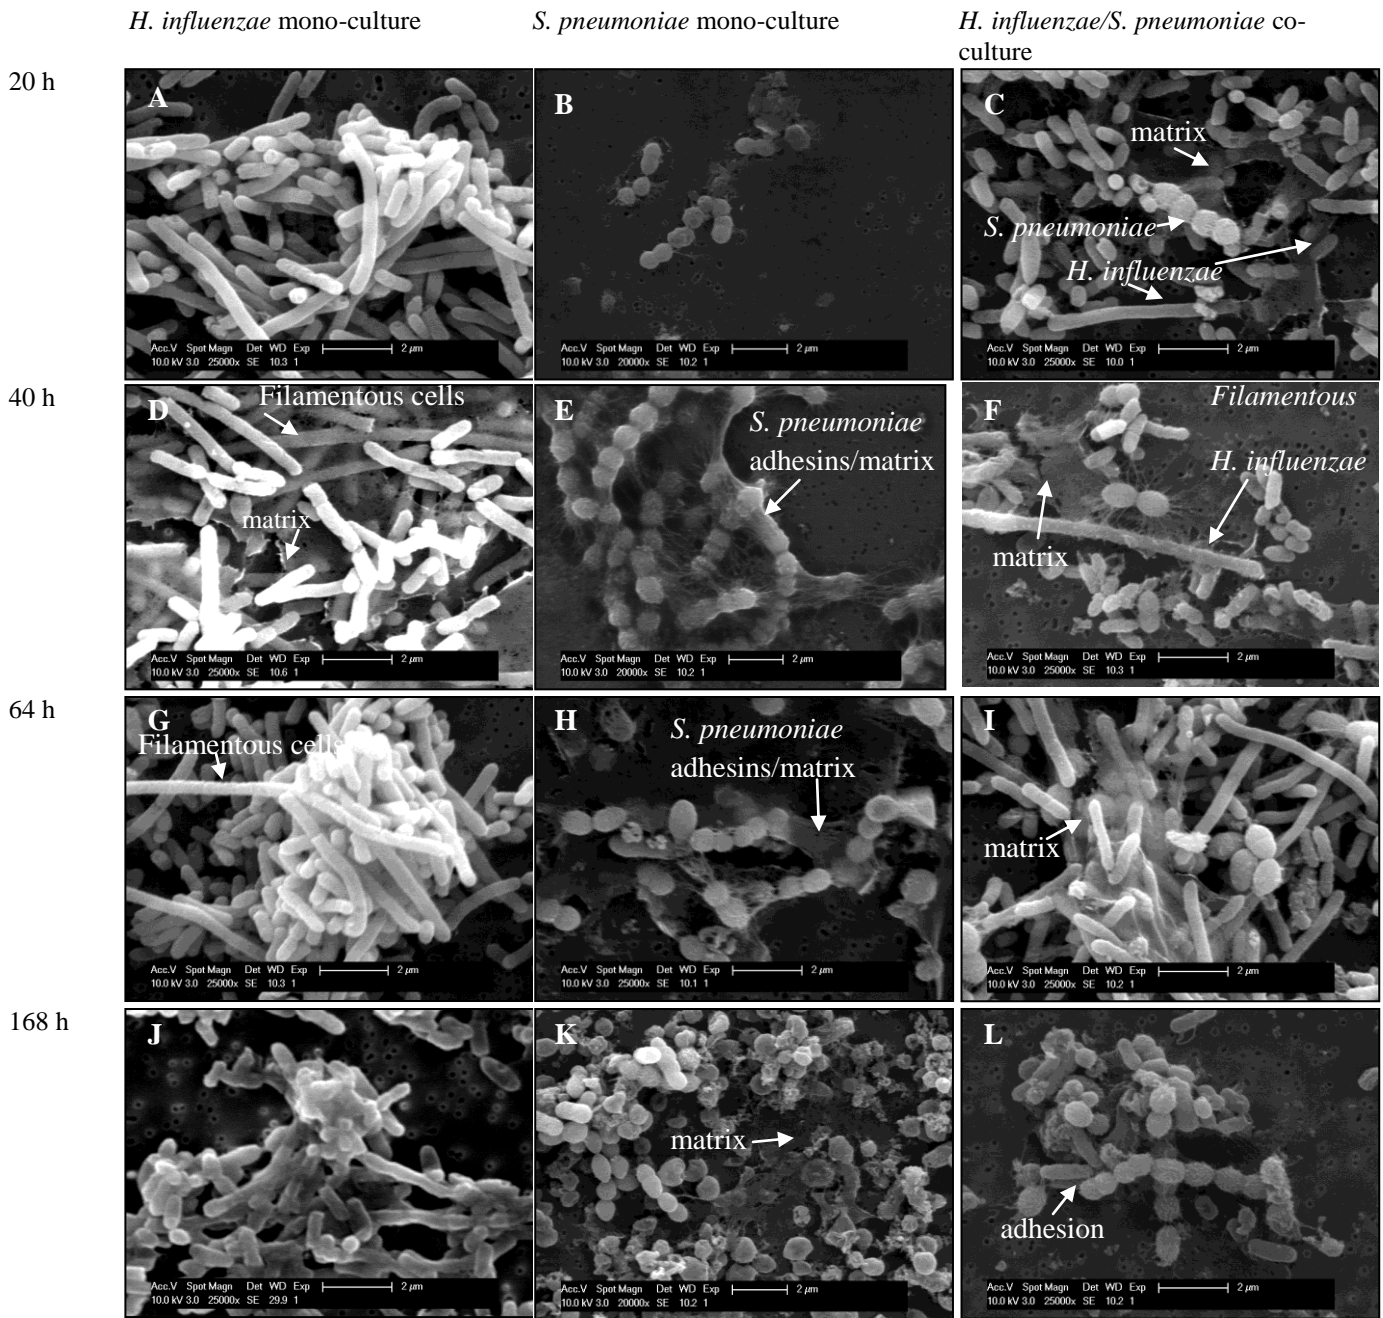 H. influenzae mono-culture
S. pneumoniae mono-culture
H. influenzae/S. pneumoniae co-
culture
20 h
A
B
C
matrix
S. pneumoniae
H. influenzae
Acc.V Spot Magn Det WD Exp 2 µm
10.0 kV 3.0 25000x SE 10.3 1
Acc.V Spot Magn Det WD Exp 2 µm
10.0 kV 3.0 20000x SE 10.2 1
Acc.V Spot Magn Det WD Exp 2 µm
10.0 kV 3.0 25000x SE 10.0 1
40 h
D
Filamentous cells
matrix
E
S. pneumoniae
adhesins/matrix
F
Filamentous
H. influenzae
matrix
Acc.V Spot Magn Det WD Exp 2 µm
10.0 kV 3.0 25000x SE 10.6 1
Acc.V Spot Magn Det WD Exp 2 µm
10.0 kV 3.0 20000x SE 10.2 1
Acc.V Spot Magn Det WD Exp 2 µm
10.0 kV 3.0 25000x SE 10.3 1
64 h
G
Filamentous cells
H
S. pneumoniae
adhesins/matrix
I
matrix
Acc.V Spot Magn Det WD Exp 2 µm
10.0 kV 3.0 25000x SE 10.3 1
Acc.V Spot Magn Det WD Exp 2 µm
10.0 kV 3.0 25000x SE 10.1 1
Acc.V Spot Magn Det WD Exp 2 µm
10.0 kV 3.0 25000x SE 10.2 1
168 h
J
K
matrix
L
adhesion
Acc.V Spot Magn Det WD Exp 2 µm
10.0 kV 3.0 25000x SE 29.9 1
Acc.V Spot Magn Det WD Exp 2 µm
10.0 kV 3.0 20000x SE 10.2 1
Acc.V Spot Magn Det WD Exp 2 µm
10.0 kV 3.0 25000x SE 10.2 1